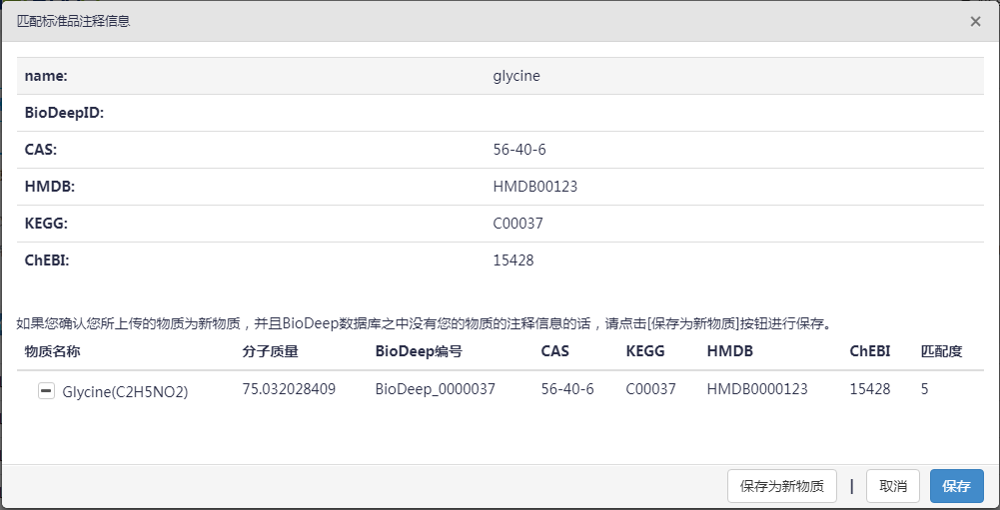 匹配标准品注释信息 ×
name: glycine
BioDeepID:
CAS: 56-40-6
HMDB: HMDB00123
KEGG: C00037
ChEBI: 15428
如果您确认您所上传的物质为新物质，并且BioDeep数据库之中没有您的物质的注释信息的话，请点击[保存为新物质]按钮进行保存。
物质名称 分子质量 BioDeep编号 CAS KEGG HMDB ChEBI 匹配度
Glycine(C2H5NO2) 75.032028409 BioDeep_0000037 56-40-6 C00037 HMDB0000123 15428 5
保存为新物质 | 取消 保存